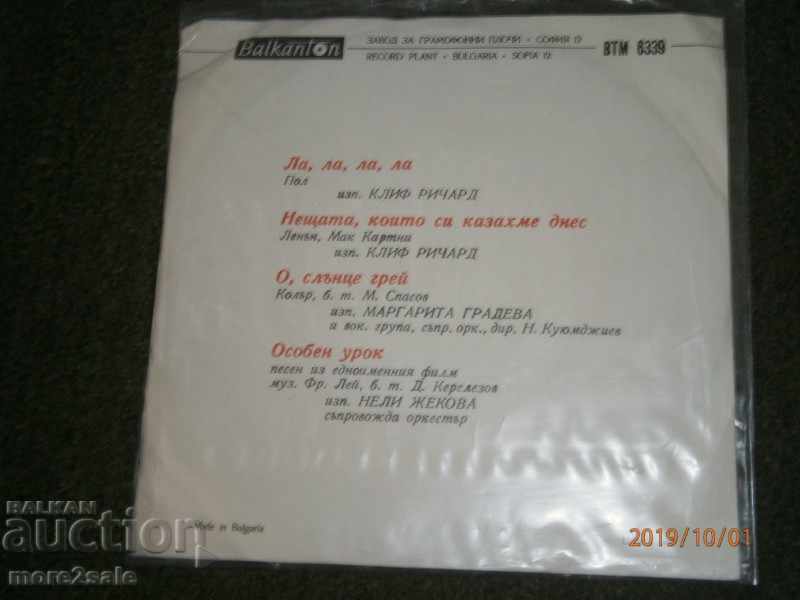 Balkanton
ЗАВОД ЗА ГРАМОФОННИ ПЛОЧИ • СОФИЯ 19
RECORD PLANT • BULGARIA • SOFIA 19
ВТМ 6339
Ла, ла, ла, ла
Пол
изп. КЛИФ РИЧАРД
Нещата, които си казахме днес
Ленън, Мак Картни
изп. КЛИФ РИЧАРД
О, слънце грей
Колър, б. т. М. Спасов
изп. МАРГАРИТА ГРАДЕВА
и вок. група, съпр. орк., дир. Н. Куюмджиев
Особен урок
песен из едноименния филм
муз. Фр. Лей, б. т. Д. Керелезов
изп. НЕЛИ ЖЕКОВА
съпровожда оркестър
Made in Bulgaria
BALKAN
auction
more2sale
2019/10/01